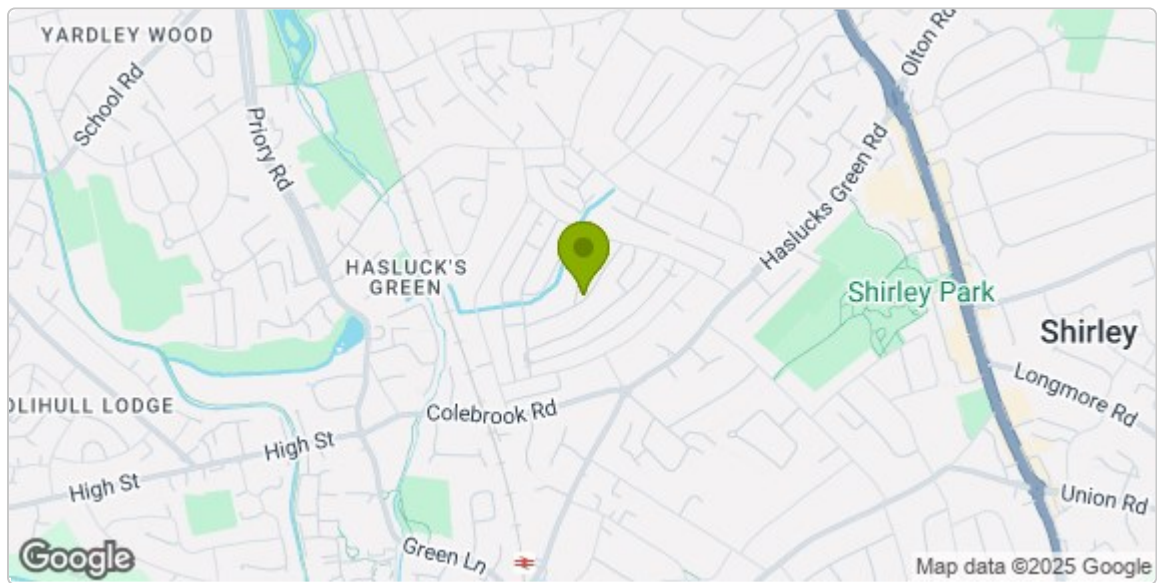 YARDLEY WOOD
School Rd
Priory Rd
Olton Rd
Haslucks Green Rd
HASLUCK'S
GREEN
Shirley Park
Shirley
Longmore Rd
OLIHULL LODGE
Colebrook Rd
High St
High St
Union Rd
Green Ln
Google
Map data ©2025 Google